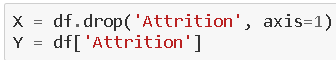 X = df.drop('Attrition', axis=1)
Y = df['Attrition']